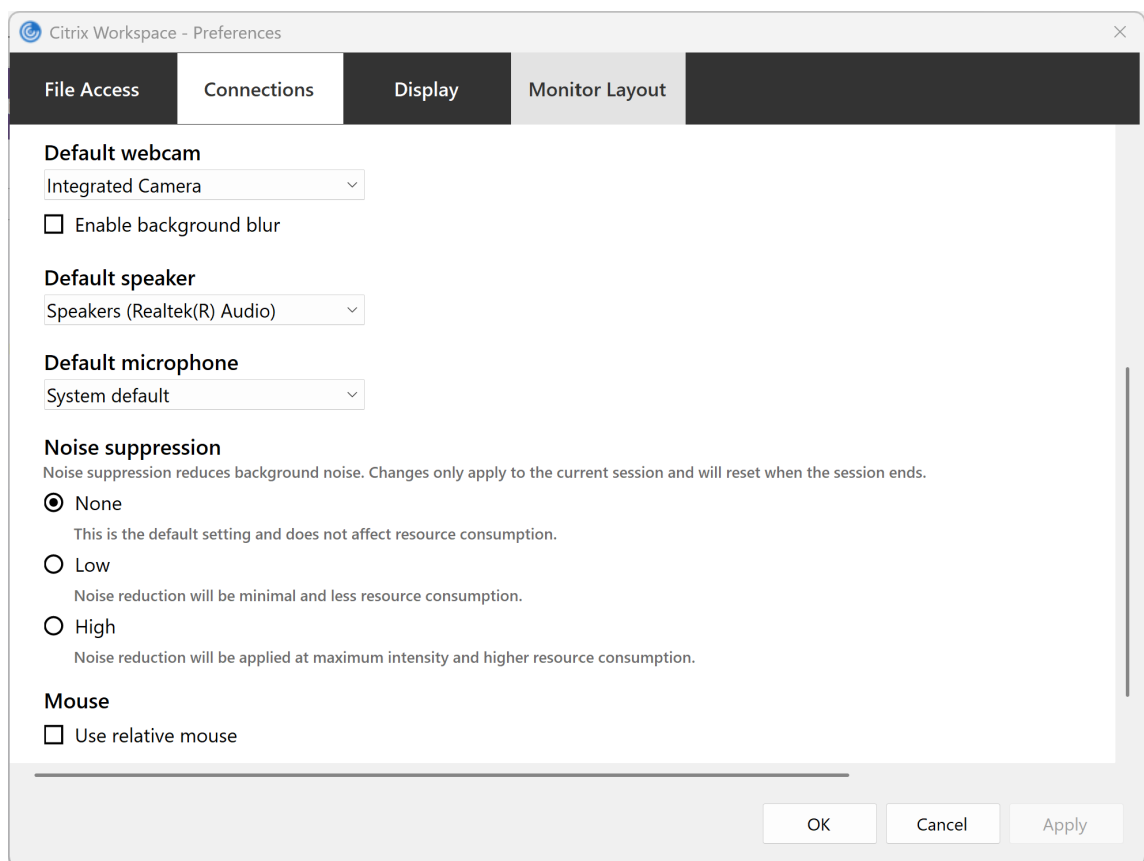 Citrix Workspace - Preferences
File Access
Connections
Display
Monitor Layout
Default webcam
Integrated Camera
Enable background blur
Default speaker
Speakers (Realtek(R) Audio)
Default microphone
System default
Noise suppression
Noise suppression reduces background noise. Changes only apply to the current session and will reset when the session ends.
None
This is the default setting and does not affect resource consumption.
Low
Noise reduction will be minimal and less resource consumption.
High
Noise reduction will be applied at maximum intensity and higher resource consumption.
Mouse
Use relative mouse
OK
Cancel
Apply